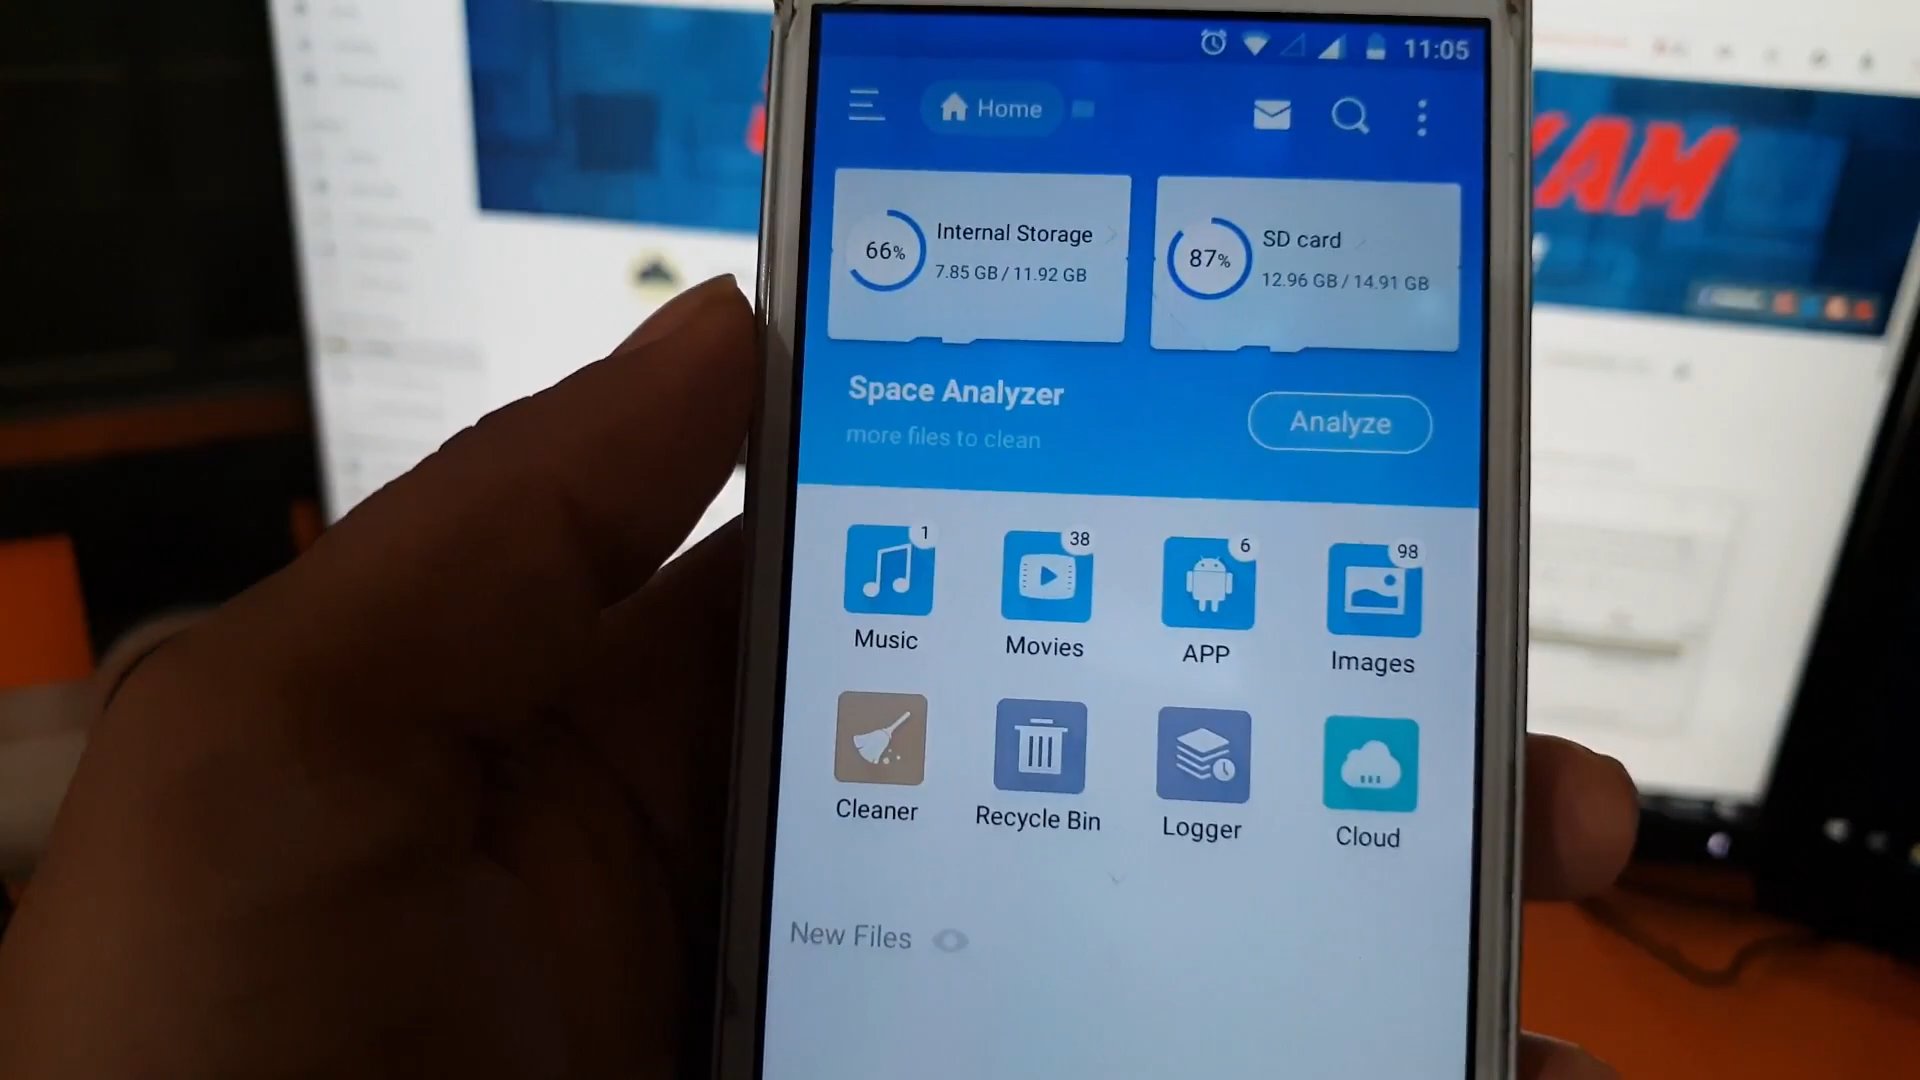 11:05
Home
66%
Internal Storage
7.85 GB / 11.92 GB
87%
SD card
12.96 GB / 14.91 GB
Space Analyzer
more files to clean
Analyze
1
38
6
98
Music
Movies
APP
Images
Cleaner
Recycle Bin
Logger
Cloud
New Files